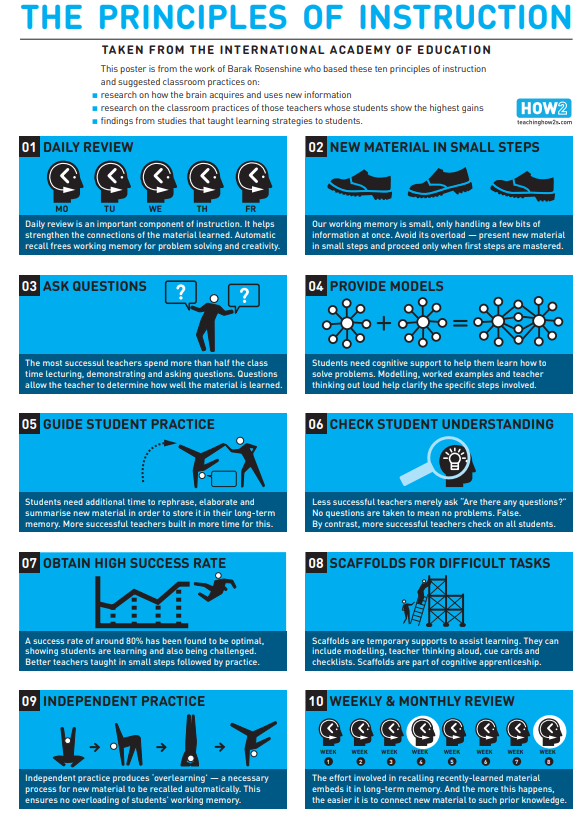 THE PRINCIPLES OF INSTRUCTION
TAKEN FROM THE INTERNATIONAL ACADEMY OF EDUCATION
This poster is from the work of Barak Rosenshine who based these ten principles of instruction
and suggested classroom practices on:
■ research on how the brain acquires and uses new information
■ research on the classroom practices of those teachers whose students show the highest gains
■ findings from studies that taught learning strategies to students.
HOW2
teachinghow2s.com
01 DAILY REVIEW
MO TU WE TH FR
Daily review is an important component of instruction. It helps
strengthen the connections of the material learned. Automatic
recall frees working memory for problem solving and creativity.
02 NEW MATERIAL IN SMALL STEPS
Our working memory is small, only handling a few bits of
information at once. Avoid its overload — present new material
in small steps and proceed only when first steps are mastered.
03 ASK QUESTIONS
? ?
The most successul teachers spend more than half the class
time lecturing, demonstrating and asking questions. Questions
allow the teacher to determine how well the material is learned.
04 PROVIDE MODELS
+ =
Students need cognitive support to help them learn how to
solve problems. Modelling, worked examples and teacher
thinking out loud help clarify the specific steps involved.
05 GUIDE STUDENT PRACTICE
Students need additional time to rephrase, elaborate and
summarise new material in order to store it in their long-term
memory. More successful teachers built in more time for this.
06 CHECK STUDENT UNDERSTANDING
Less successful teachers merely ask “Are there any questions?”
No questions are taken to mean no problems. False.
By contrast, more successful teachers check on all students.
07 OBTAIN HIGH SUCCESS RATE
A success rate of around 80% has been found to be optimal,
showing students are learning and also being challenged.
Better teachers taught in small steps followed by practice.
08 SCAFFOLDS FOR DIFFICULT TASKS
Scaffolds are temporary supports to assist learning. They can
include modelling, teacher thinking aloud, cue cards and
checklists. Scaffolds are part of cognitive apprenticeship.
09 INDEPENDENT PRACTICE
Independent practice produces ‘overlearning’ — a necessary
process for new material to be recalled automatically. This
ensures no overloading of students’ working memory.
10 WEEKLY & MONTHLY REVIEW
WEEK WEEK WEEK WEEK WEEK WEEK WEEK WEEK
1 2 3 4 5 6 7 8
The effort involved in recalling recently-learned material
embeds it in long-term memory. And the more this happens,
the easier it is to connect new material to such prior knowledge.